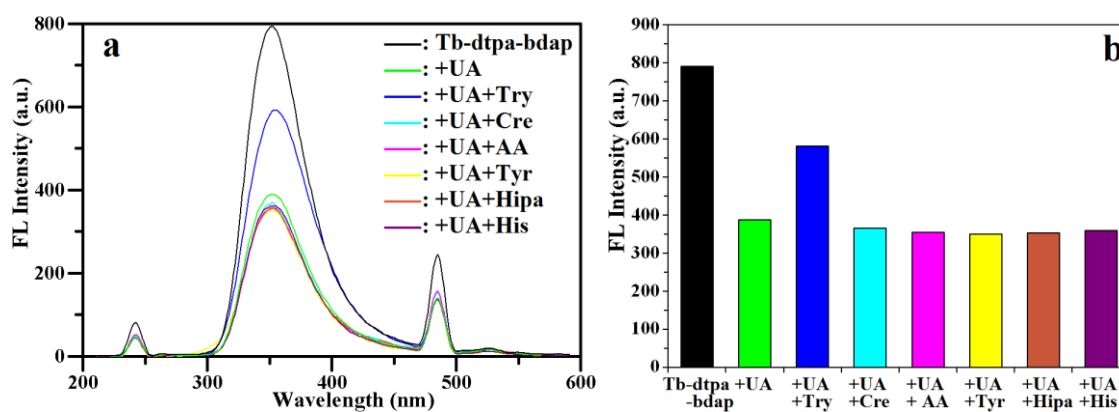 a
800
600
400
200
0
FL Intensity (a.u.)
200 300 400 500 600
Wavelength (nm)
: Tb-dtpa-bdap
: +UA
: +UA+Try
: +UA+Cre
: +UA+AA
: +UA+Tyr
: +UA+Hipa
: +UA+His
b
900
800
700
600
500
400
300
200
100
0
FL Intensity (a.u.)
Tb-dtpa +UA +UA +UA +UA +UA +UA +UA
-bdap +Try +Cre + AA +Tyr +Hipa +His